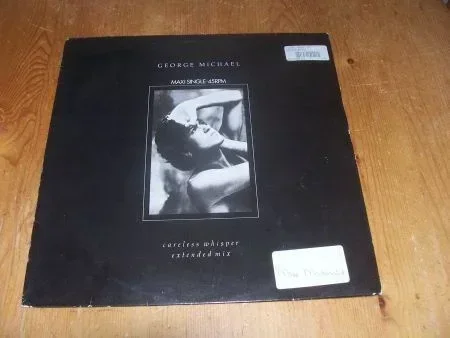 GEORGE MICHAEL
MAXI SINGLE·45RPM
careless whisper
extended mix